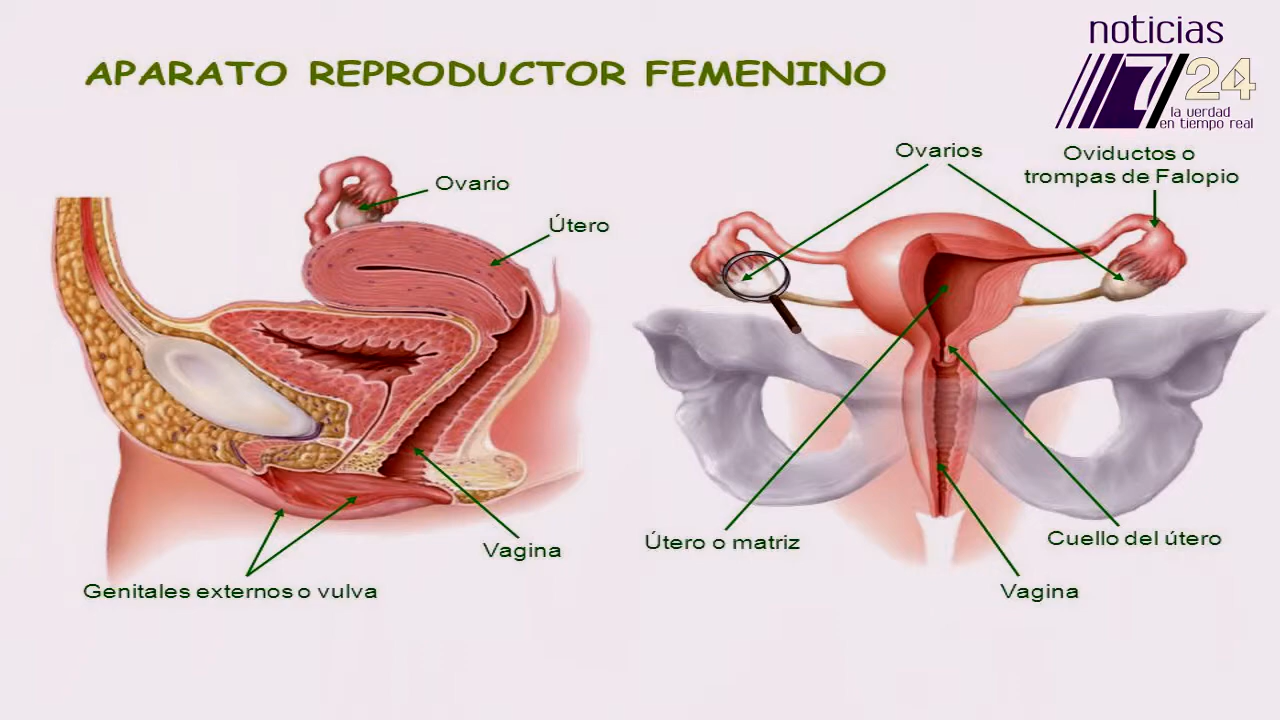 APARATO REPRODUCTOR FEMENINO
noticias
7/24
la verdad
en tiempo real
Ovario
Útero
Vagina
Genitales externos o vulva
Ovarios
Oviductos o
trompas de Falopio
Útero o matriz
Cuello del útero
Vagina